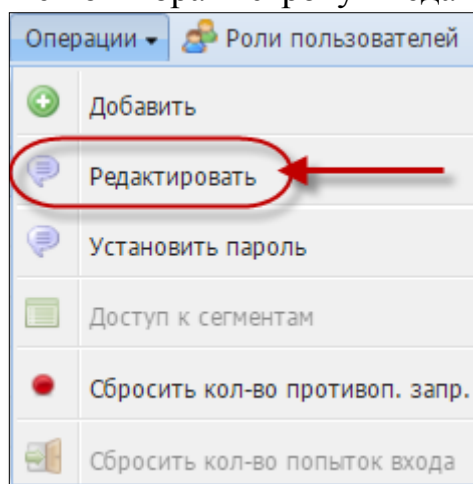 Операции Роли пользователей
Добавить
Редактировать
Установить пароль
Доступ к сегментам
Сбросить кол-во противоп. запр.
Сбросить кол-во попыток входа